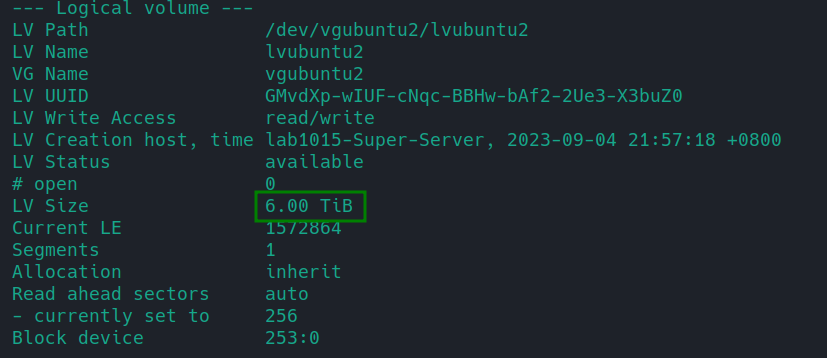 --- Logical volume ---
LV Path                /dev/vgubuntu2/lvubuntu2
LV Name                lvubuntu2
VG Name                vgubuntu2
LV UUID                GMvdXp-wIUF-cNqc-BBHw-bAf2-2Ue3-X3buZ0
LV Write Access        read/write
LV Creation host, time lab1015-Super-Server, 2023-09-04 21:57:18 +0800
LV Status              available
# open                 0
LV Size                6.00 TiB
Current LE             1572864
Segments               1
Allocation             inherit
Read ahead sectors     auto
- currently set to     256
Block device           253:0